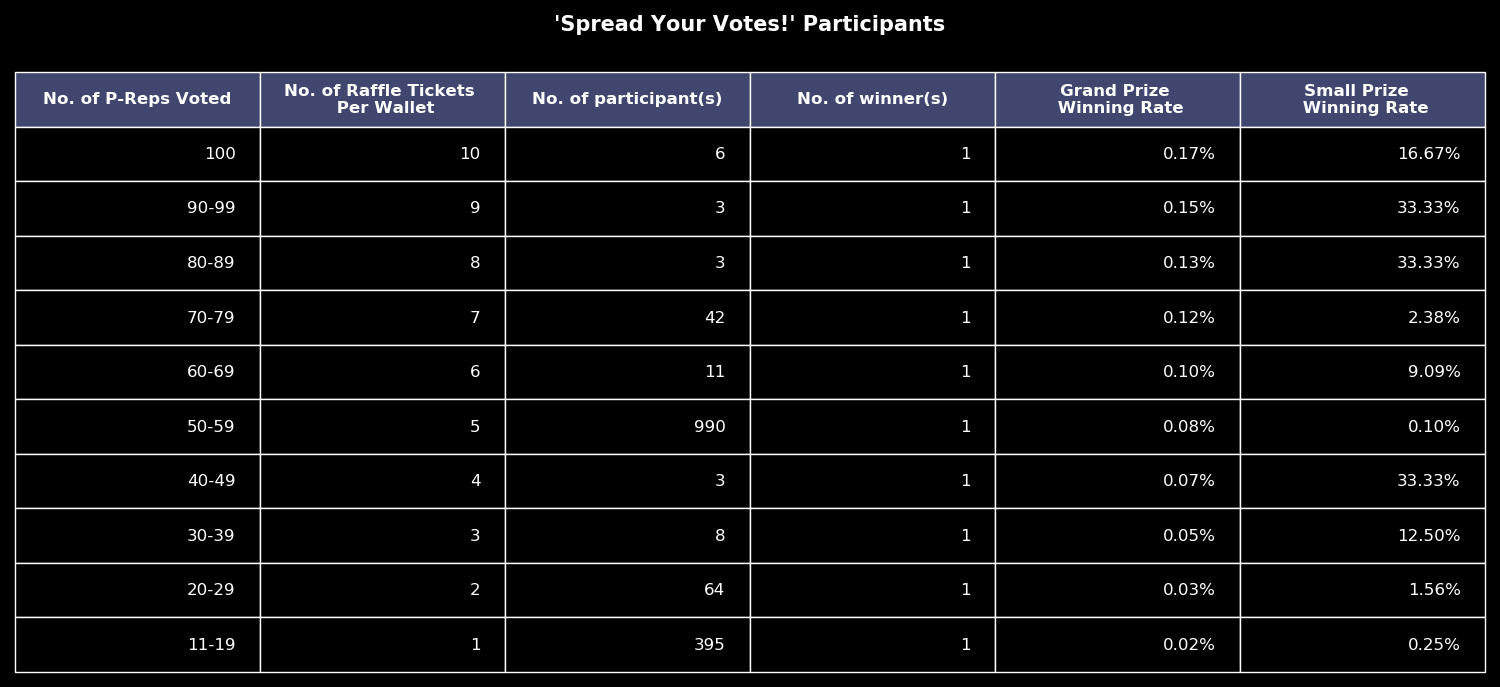 'Spread Your Votes!' Participants
No. of P-Reps Voted No. of Raffle Tickets Per Wallet No. of participant(s) No. of winner(s) Grand Prize Winning Rate Small Prize Winning Rate
100 10 6 1 0.17% 16.67%
90-99 9 3 1 0.15% 33.33%
80-89 8 3 1 0.13% 33.33%
70-79 7 42 1 0.12% 2.38%
60-69 6 11 1 0.10% 9.09%
50-59 5 990 1 0.08% 0.10%
40-49 4 3 1 0.07% 33.33%
30-39 3 8 1 0.05% 12.50%
20-29 2 64 1 0.03% 1.56%
11-19 1 395 1 0.02% 0.25%